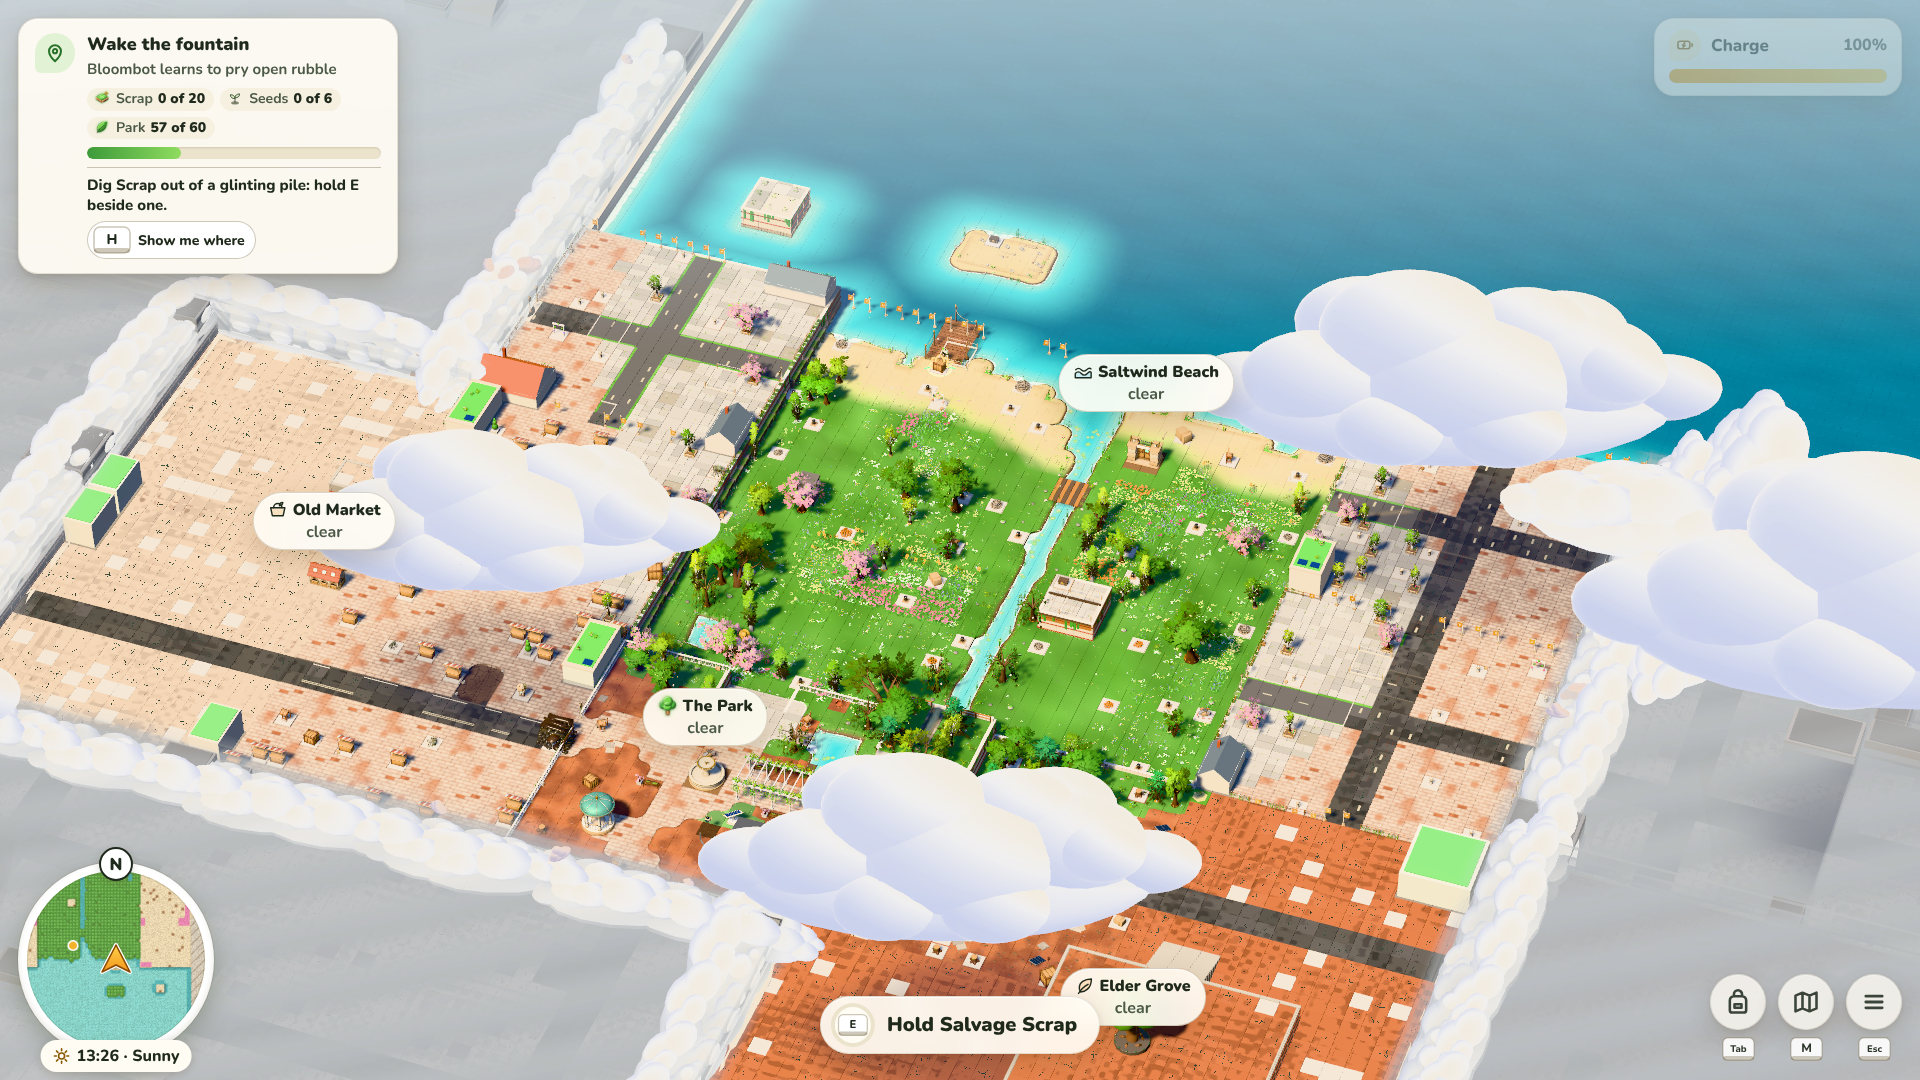 Wake the fountain
Bloombot learns to pry open rubble
Scrap 0 of 20
Seeds 0 of 6
Park 57 of 60
Dig Scrap out of a glinting pile: hold E
beside one.
H Show me where
Charge 100%
Saltwind Beach
clear
Old Market
clear
The Park
clear
Elder Grove
clear
E Hold Salvage Scrap
N
13:26 · Sunny
Tab
M
Esc